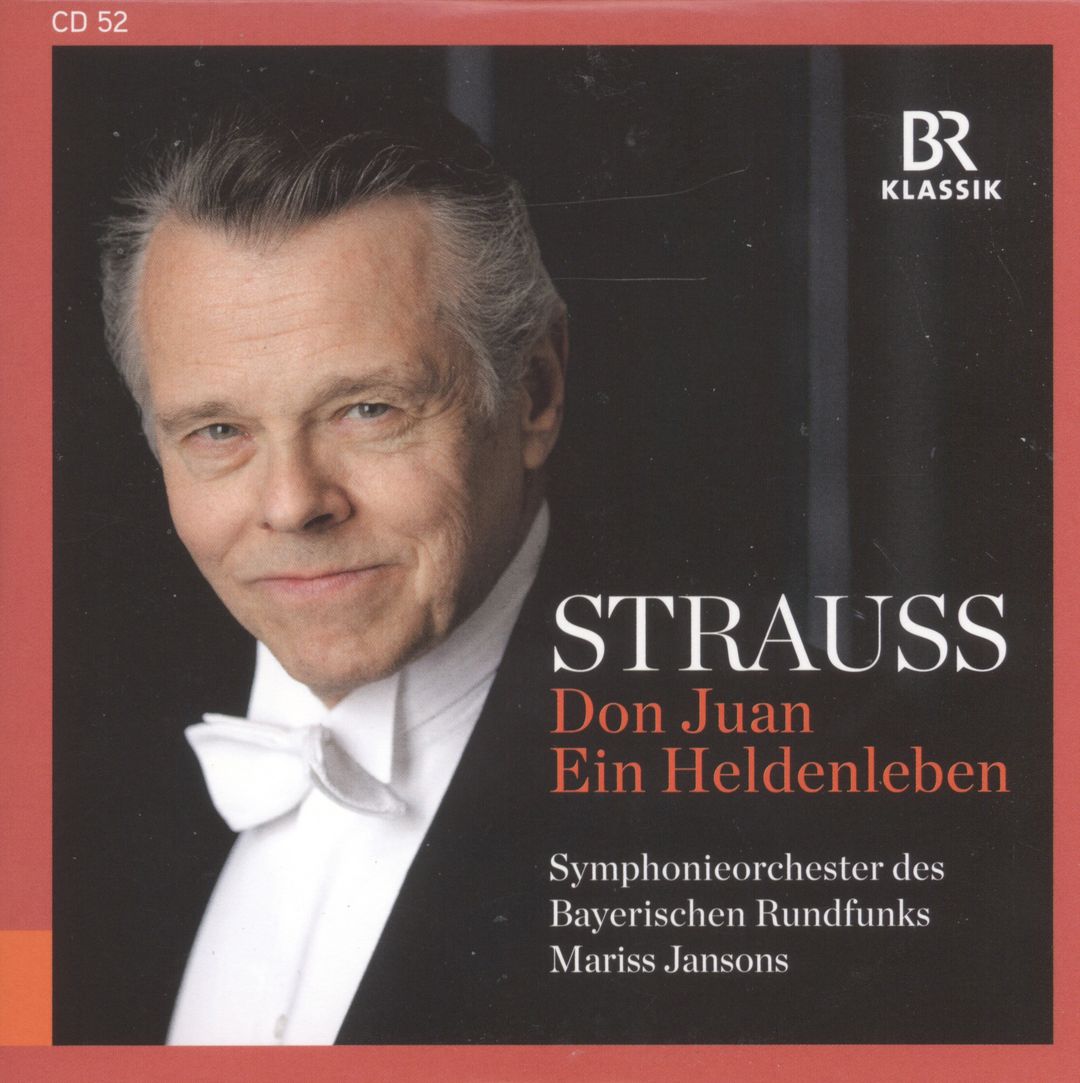 CD 52
BR
KLASSIK
STRAUSS
Don Juan
Ein Heldenleben
Symphonieorchester des
Bayerischen Rundfunks
Mariss Jansons